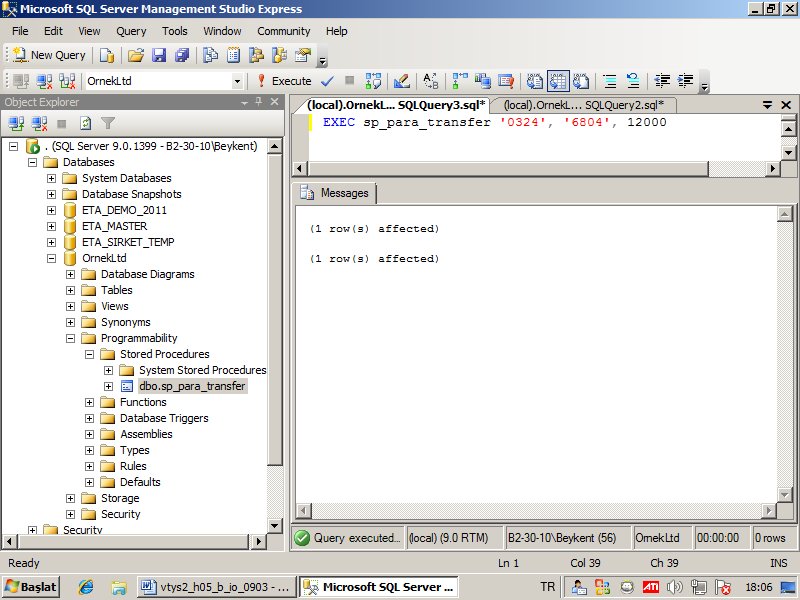 Microsoft SQL Server Management Studio Express
File Edit View Query Tools Window Community Help
New Query
OrnekLtd Execute
Object Explorer
(local).OrnekL... SQLQuery3.sql* (local).OrnekL... SQLQuery2.sql*
EXEC sp_para_transfer '0324', '6804', 12000
. (SQL Server 9.0.1399 - B2-30-10\Beykent)
Databases
System Databases
Database Snapshots
ETA_DEMO_2011
ETA_MASTER
ETA_SIRKET_TEMP
OrnekLtd
Database Diagrams
Tables
Views
Synonyms
Programmability
Stored Procedures
System Stored Procedures
dbo.sp_para_transfer
Functions
Database Triggers
Assemblies
Types
Rules
Defaults
Storage
Security
Security
Messages
(1 row(s) affected)
(1 row(s) affected)
Query executed... (local) (9.0 RTM) B2-30-10\Beykent (56) OrnekLtd 00:00:00 0 rows
Ready Ln 1 Col 39 Ch 39 INS
Başlat vtys2_h05_b_io_0903 - ... Microsoft SQL Server ... TR ATI 18:06